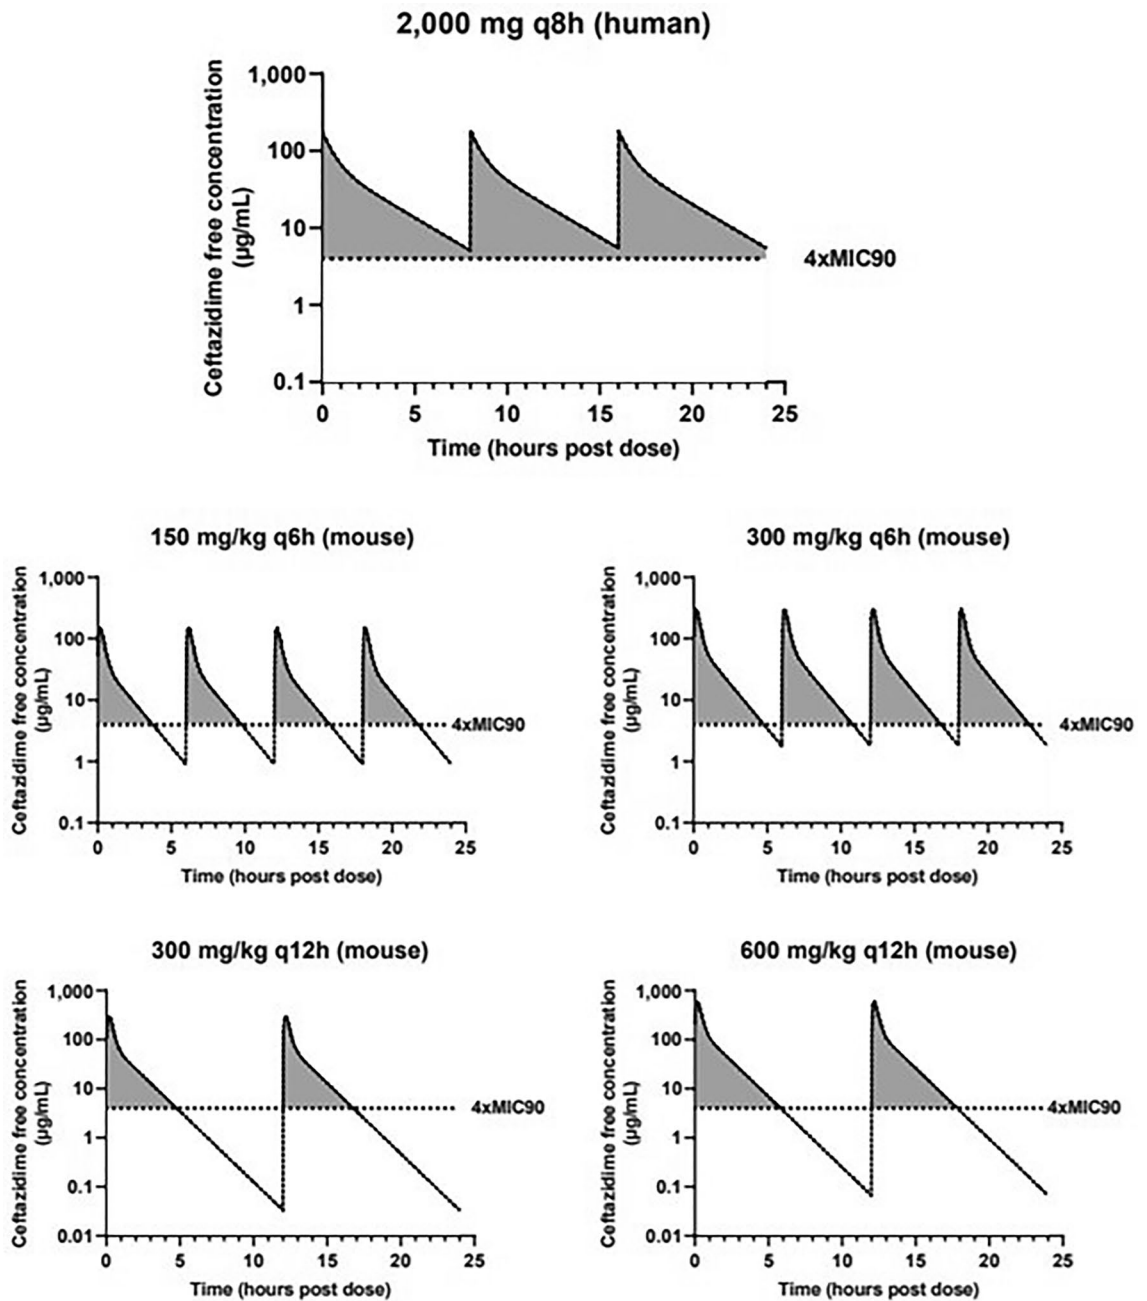 2,000 mg q8h (human)
Ceftazidime free concentration
(µg/mL)
1,000
100
10
1
0.1
4xMIC90
0 5 10 15 20 25
Time (hours post dose)
150 mg/kg q6h (mouse)
Ceftazidime free concentration
(µg/mL)
1,000
100
10
1
0.1
4xMIC90
0 5 10 15 20 25
Time (hours post dose)
300 mg/kg q6h (mouse)
Ceftazidime free concentration
(µg/mL)
1,000
100
10
1
0.1
4xMIC90
0 5 10 15 20 25
Time (hours post dose)
300 mg/kg q12h (mouse)
Ceftazidime free concentration
(µg/mL)
1,000
100
10
1
0.1
0.01
4xMIC90
0 5 10 15 20 25
Time (hours post dose)
600 mg/kg q12h (mouse)
Ceftazidime free concentration
(µg/mL)
1,000
100
10
1
0.1
0.01
4xMIC90
0 5 10 15 20 25
Time (hours post dose)